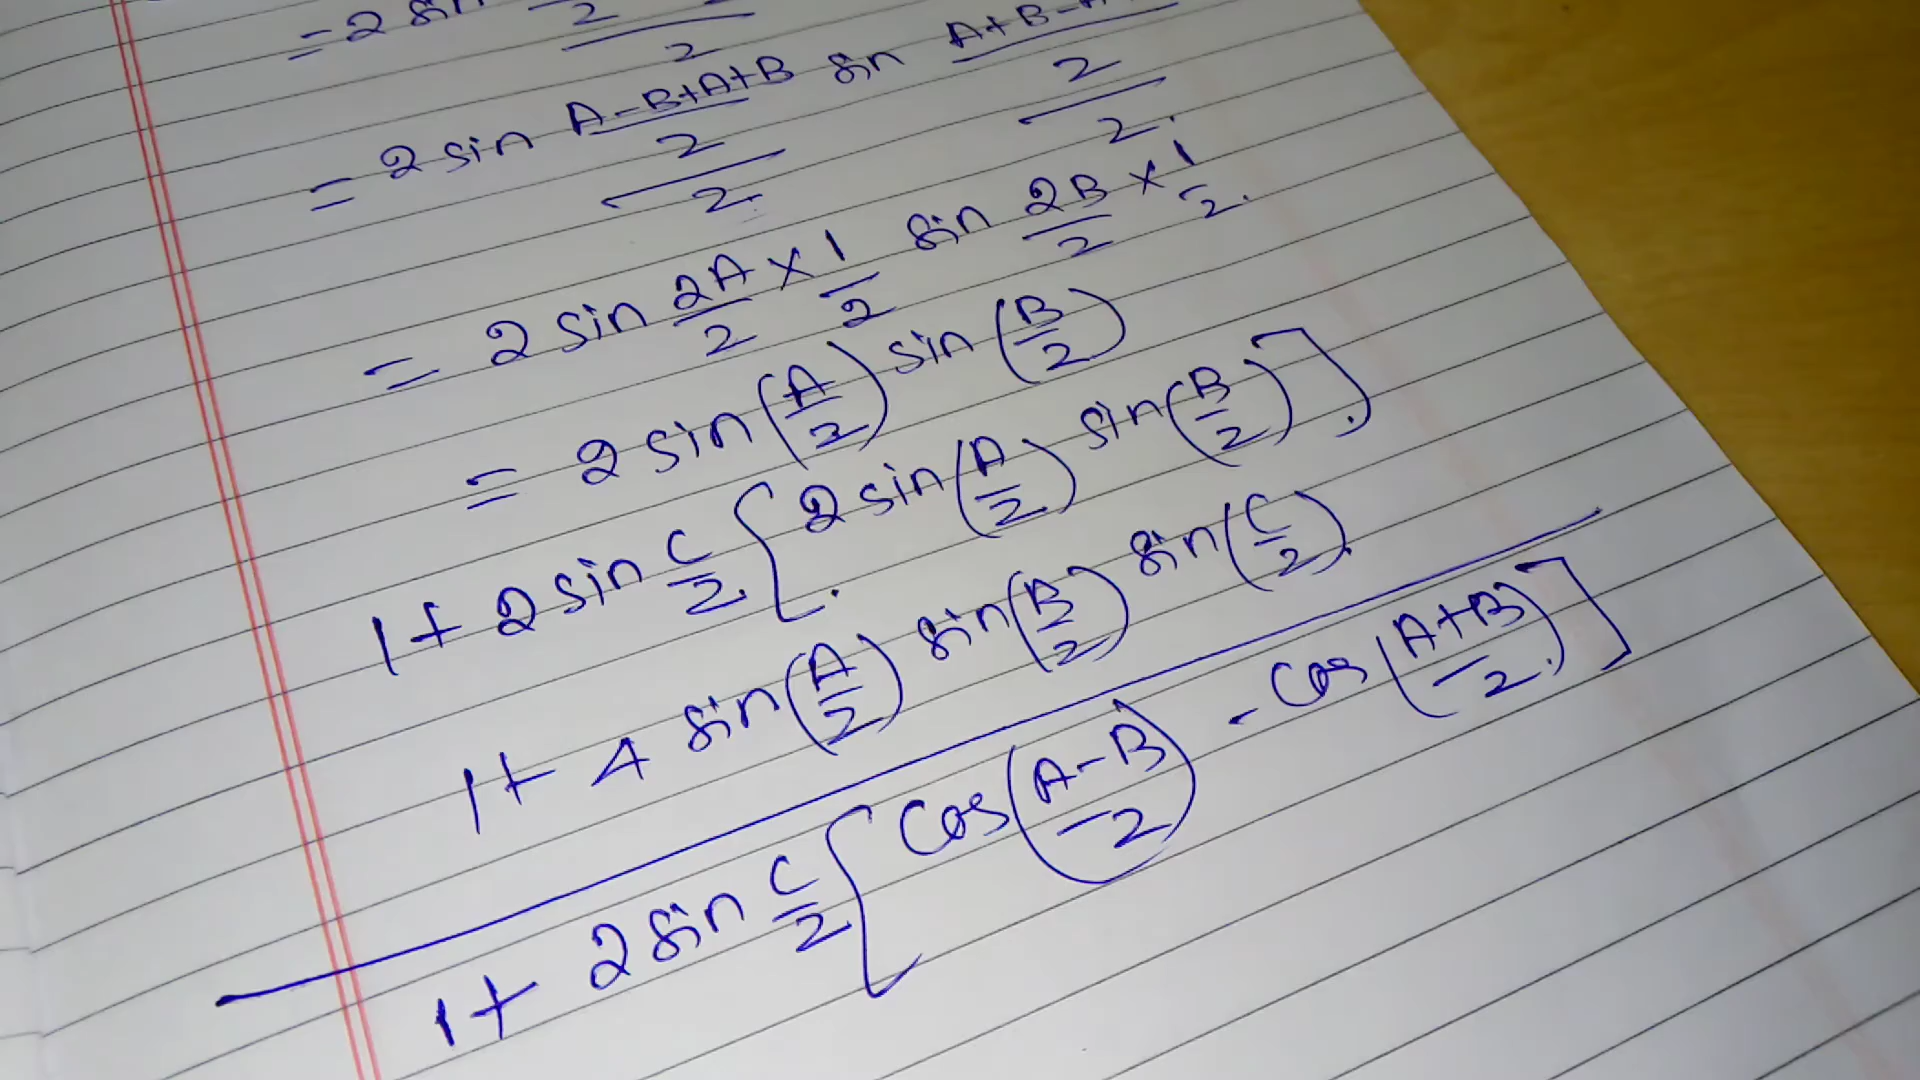 = 2 sin 2 / 2
= 2 sin ((A-B+A+B)/2)/2 sin ((A+B-A)/2)/2.
= 2 sin 2A/2 × 1/2 sin 2B/2 × 1/2.
= 2 sin (A/2) sin (B/2)
1 + 2 sin C/2 [2 sin (A/2) sin (B/2)].
1 + 4 sin (A/2) sin (B/2) sin (C/2).
1 + 2 sin C/2 [cos (A-B/2) - cos (A+B/2)]